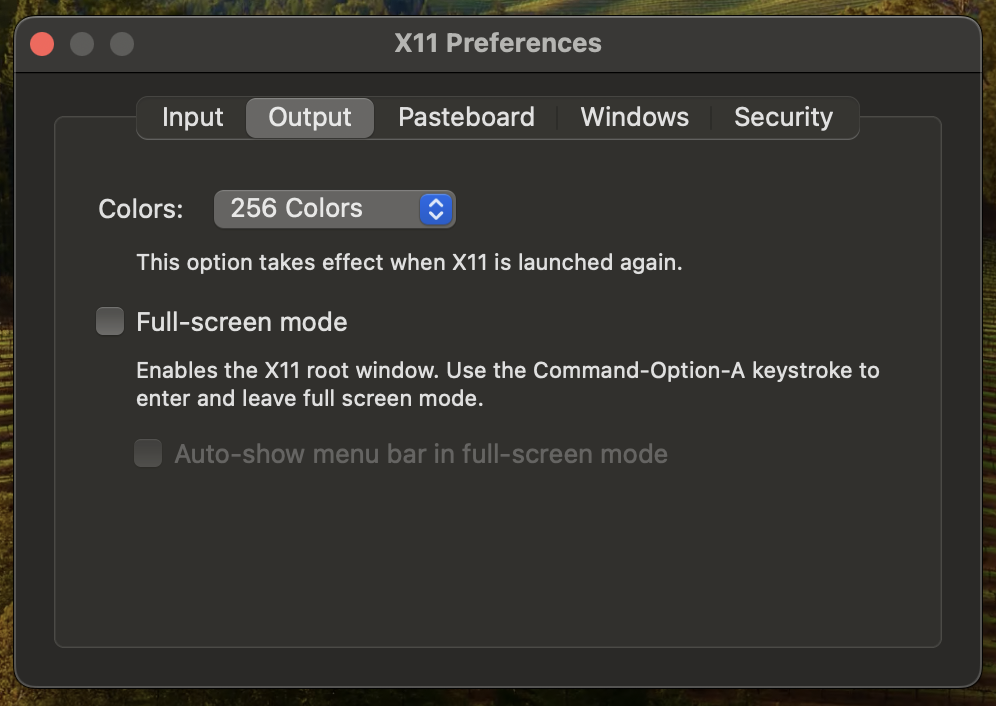 X11 Preferences
Input Output Pasteboard Windows Security
Colors: 256 Colors
This option takes effect when X11 is launched again.
Full-screen mode
Enables the X11 root window. Use the Command-Option-A keystroke to
enter and leave full screen mode.
Auto-show menu bar in full-screen mode